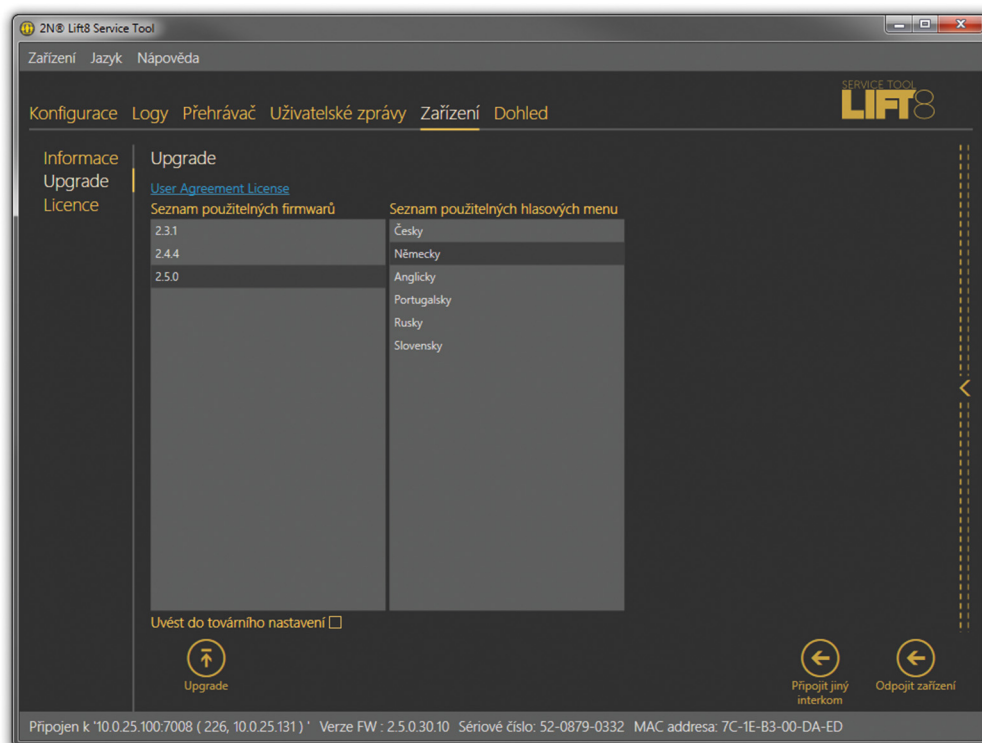 2N® Lift8 Service Tool
Zařízení Jazyk Nápověda
SERVICE TOOL
LIFT8
Konfigurace Logy Přehrávač Uživatelské zprávy Zařízení Dohled
Informace
Upgrade
Licence
Upgrade
User Agreement License
Seznam použitelných firmwarů
2.3.1
2.4.4
2.5.0
Seznam použitelných hlasových menu
Česky
Německy
Anglicky
Portugalsky
Rusky
Slovensky
Uvést do továrního nastavení
Upgrade
Připojit jiný
interkom
Odpojit zařízení
Připojen k '10.0.25.100:7008 ( 226, 10.0.25.131 ) ' Verze FW : 2.5.0.30.10 Sériové číslo: 52-0879-0332 MAC addresa: 7C-1E-B3-00-DA-ED